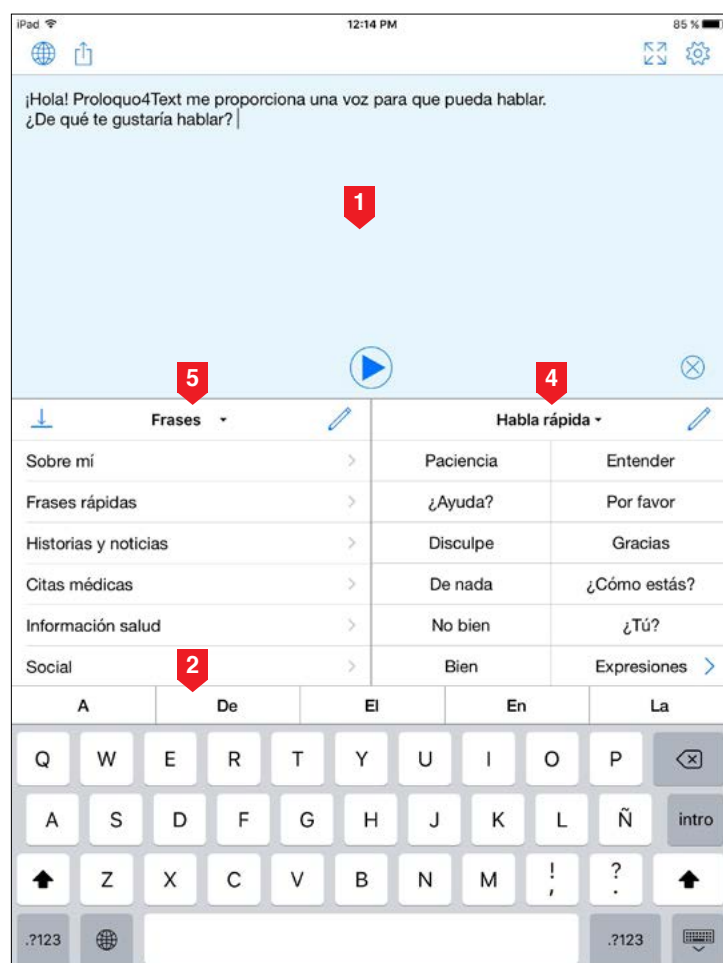 iPad 12:14 PM 85 %
¡Hola! Proloquo4Text me proporciona una voz para que pueda hablar.
¿De qué te gustaría hablar?
1
5 4
Frases Habla rápida
Sobre mí Paciencia Entender
Frases rápidas ¿Ayuda? Por favor
Historias y noticias Disculpe Gracias
Citas médicas De nada ¿Cómo estás?
Información salud No bien ¿Tú?
Social 2 Bien Expresiones
A De El En La
Q W E R T Y U I O P
A S D F G H J K L Ñ intro
Z X C V B N M ! , ? .
.?123 .?123